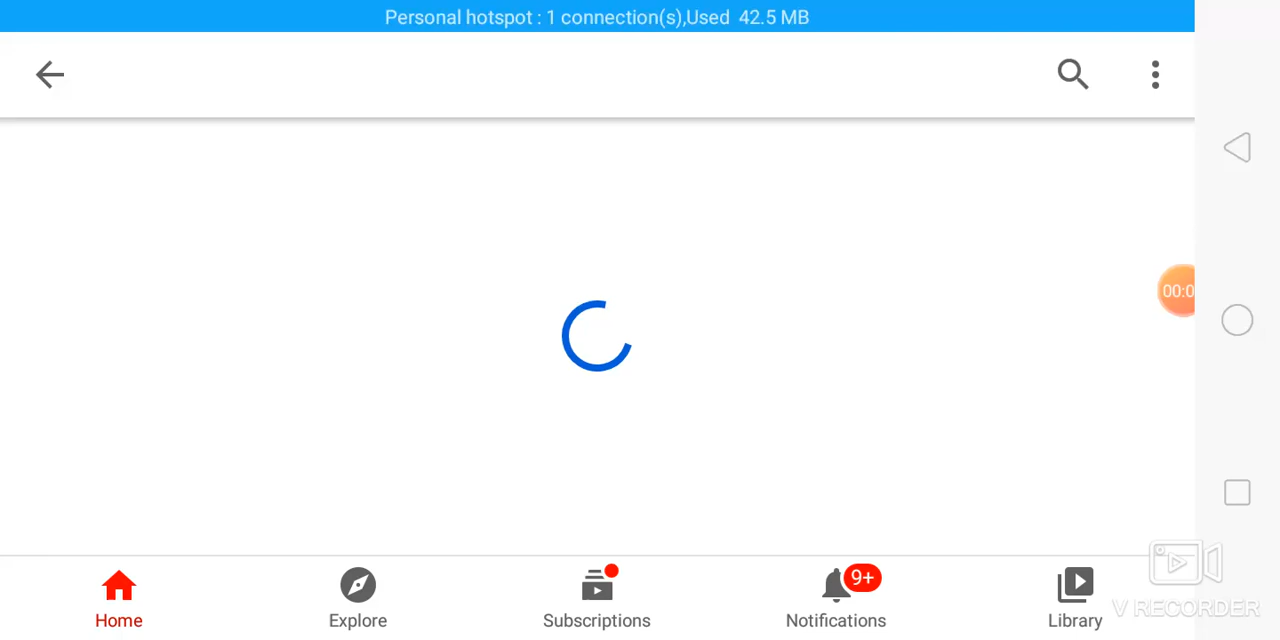 Personal hotspot : 1 connection(s),Used 42.5 MB
00:0
9+
Home
Explore
Subscriptions
Notifications
Library
V RECORDER